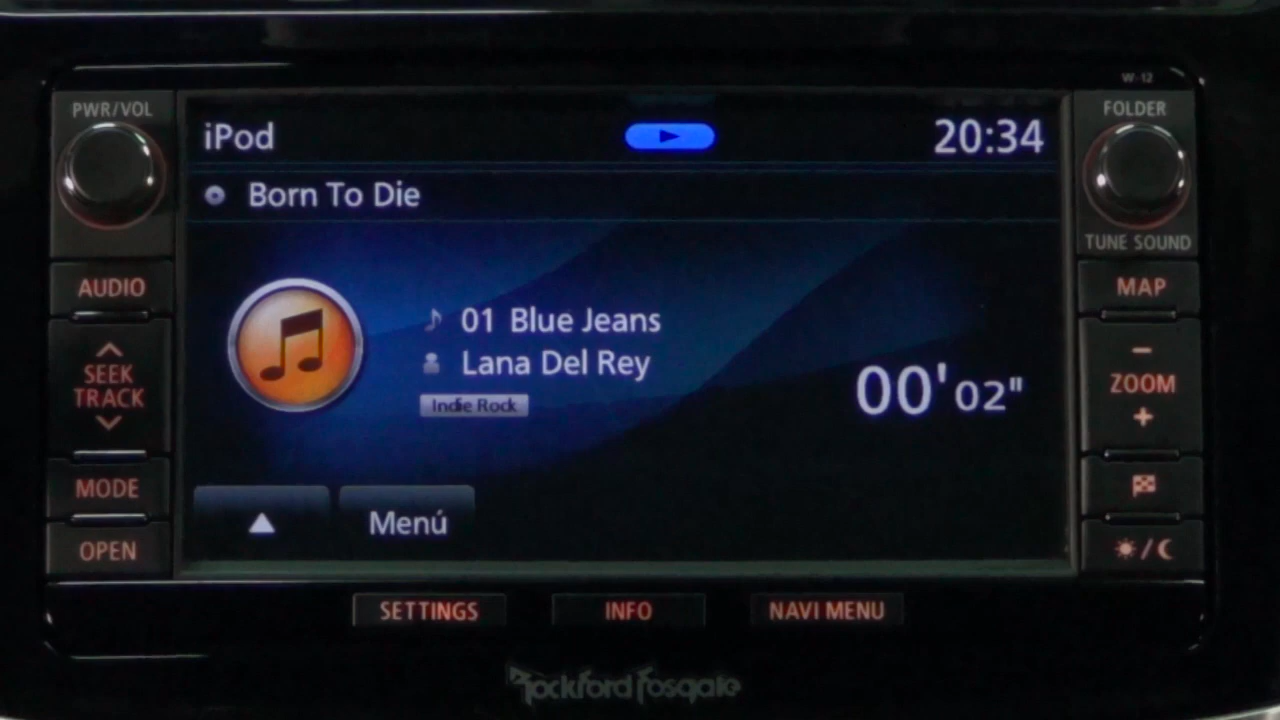 W-12
PWR/VOL
FOLDER
iPod
20:34
Born To Die
TUNE SOUND
AUDIO
MAP
01 Blue Jeans
Lana Del Rey
Indie Rock
00'02"
SEEK
TRACK
−
ZOOM
+
MODE
Menú
OPEN
SETTINGS
INFO
NAVI MENU
Rockford Fosgate